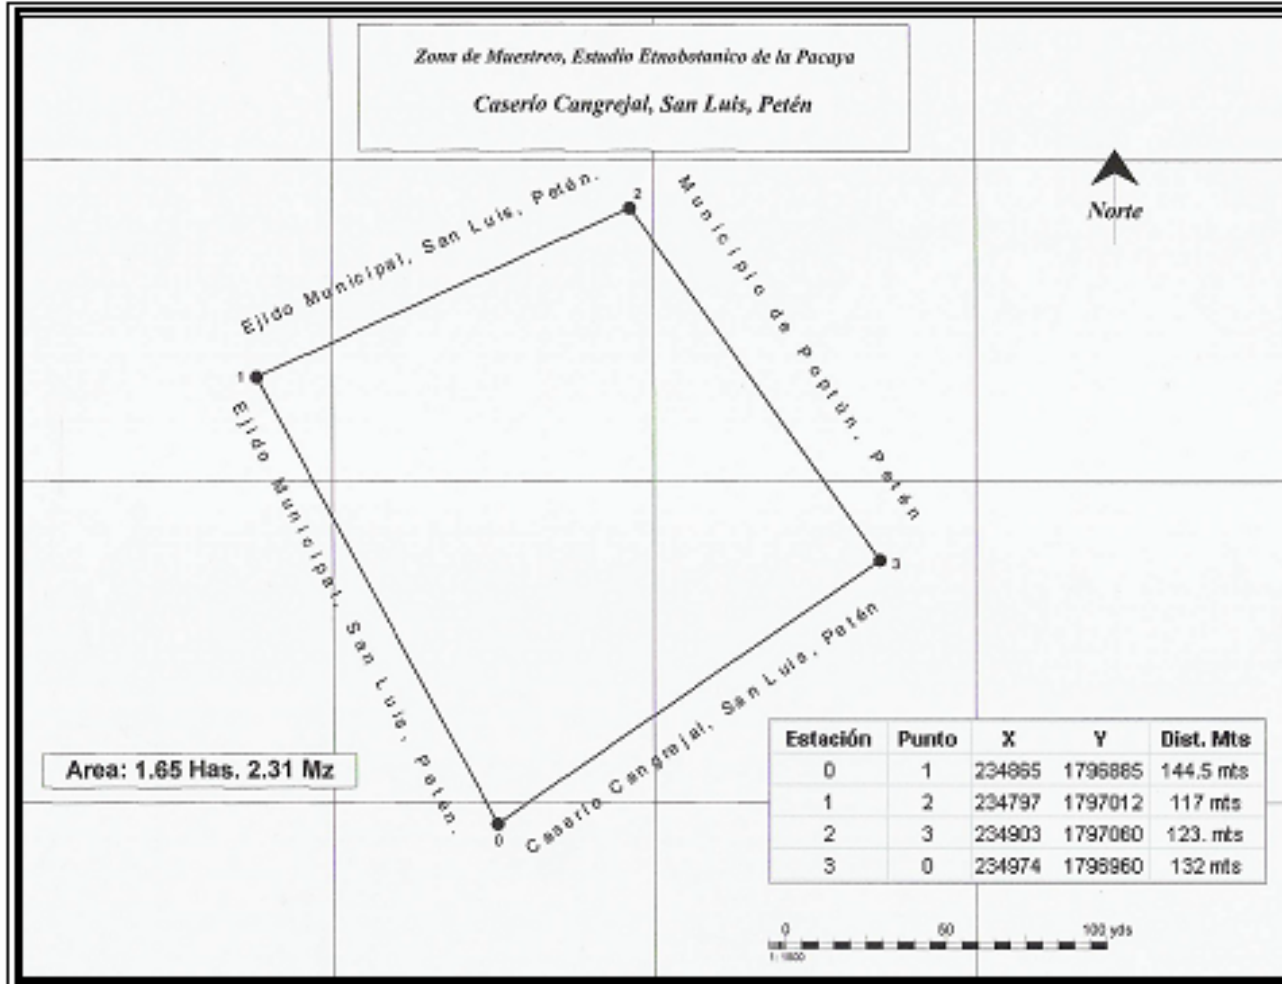 Zona de Muestreo, Estudio Etnobotanico de la Pacaya
Caserío Cangrejal, San Luis, Petén
Norte
Ejido Municipal, San Luis, Petén.
Municipio de Poptún, Petén
Ejido Municipal, San Luis, Petén.
Caserío Cangrejal, San Luis, Petén
1
2
3
0
Area: 1.65 Has. 2.31 Mz
Estación Punto X Y Dist. Mts
0 1 234865 1796885 144.5 mts
1 2 234797 1797012 117 mts
2 3 234903 1797060 123. mts
3 0 234974 1796960 132 mts
0 50 100 yds